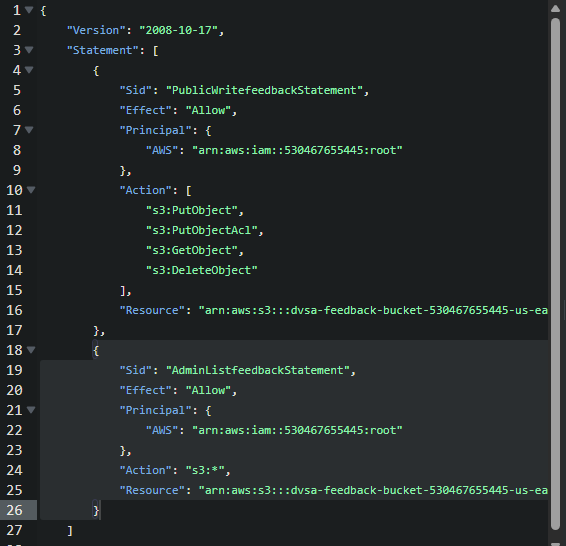 1 {
2 "Version": "2008-10-17",
3 "Statement": [
4 {
5 "Sid": "PublicWritefeedbackStatement",
6 "Effect": "Allow",
7 "Principal": {
8 "AWS": "arn:aws:iam::530467655445:root"
9 },
10 "Action": [
11 "s3:PutObject",
12 "s3:PutObjectAcl",
13 "s3:GetObject",
14 "s3:DeleteObject"
15 ],
16 "Resource": "arn:aws:s3:::dvsa-feedback-bucket-530467655445-us-ea
17 },
18 {
19 "Sid": "AdminListfeedbackStatement",
20 "Effect": "Allow",
21 "Principal": {
22 "AWS": "arn:aws:iam::530467655445:root"
23 },
24 "Action": "s3:*",
25 "Resource": "arn:aws:s3:::dvsa-feedback-bucket-530467655445-us-ea
26 }
27 ]